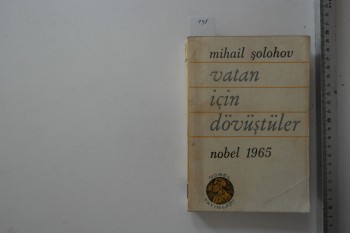 mihail şolohov
vatan
için
dövüştüler
nobel 1965